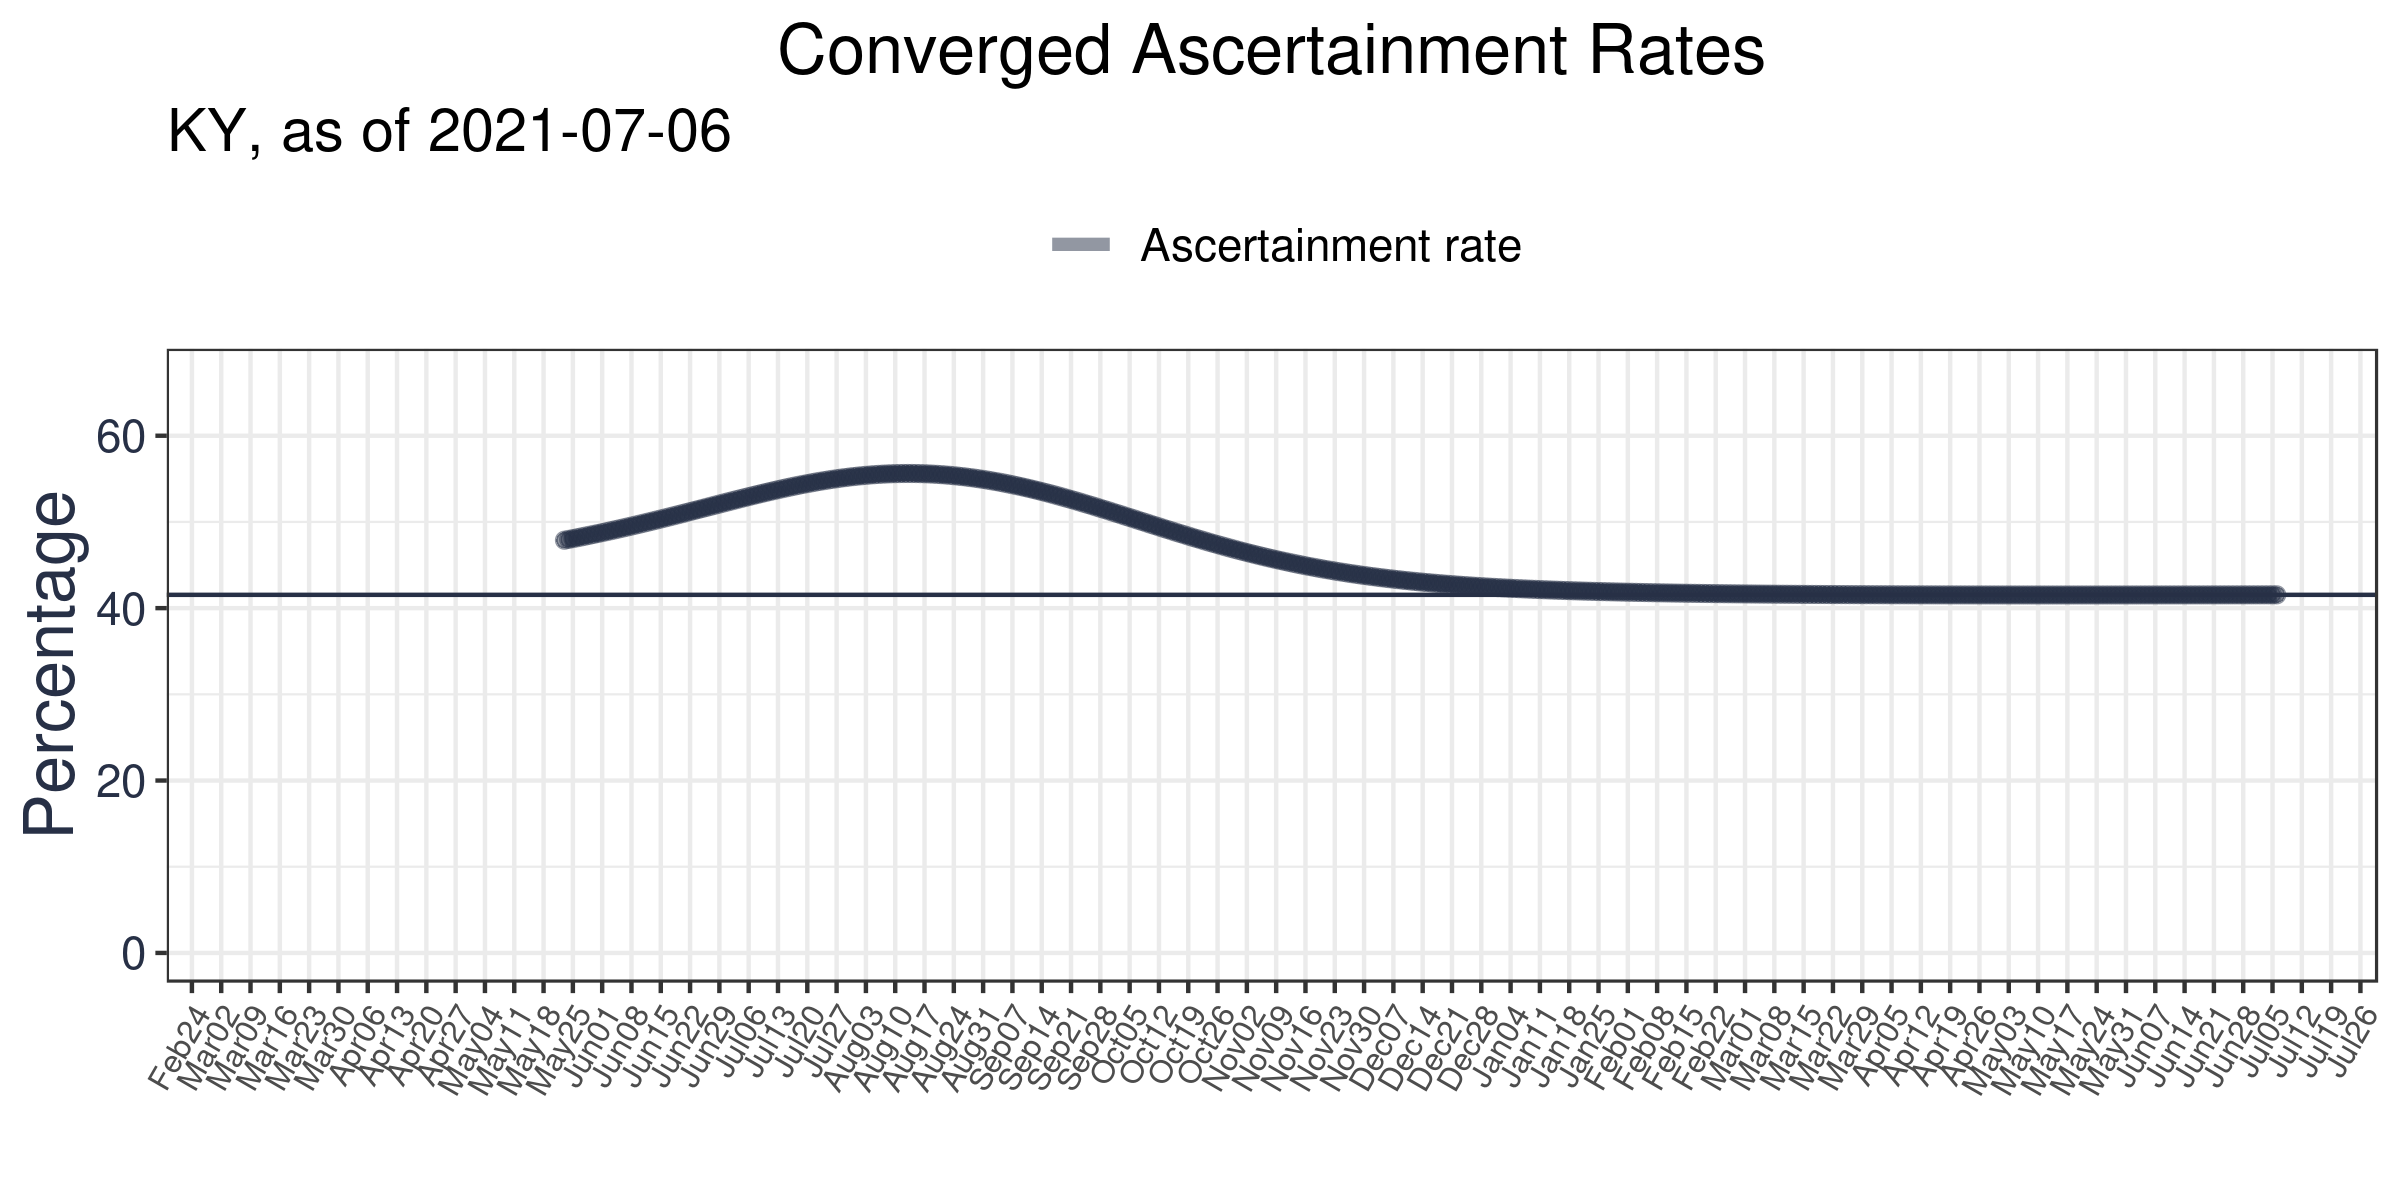 Converged Ascertainment Rates
KY, as of 2021-07-06
Ascertainment rate
Percentage
60
40
20
0
Feb24
Mar02
Mar09
Mar16
Mar23
Mar30
Apr06
Apr13
Apr20
Apr27
May04
May11
May18
May25
Jun01
Jun08
Jun15
Jun22
Jun29
Jul06
Jul13
Jul20
Jul27
Aug03
Aug10
Aug17
Aug24
Aug31
Sep07
Sep14
Sep21
Sep28
Oct05
Oct12
Oct19
Oct26
Nov02
Nov09
Nov16
Nov23
Nov30
Dec07
Dec14
Dec21
Dec28
Jan04
Jan11
Jan18
Jan25
Feb01
Feb08
Feb15
Feb22
Mar01
Mar08
Mar15
Mar22
Mar29
Apr05
Apr12
Apr19
Apr26
May03
May10
May17
May24
May31
Jun07
Jun14
Jun21
Jun28
Jul05
Jul12
Jul19
Jul26